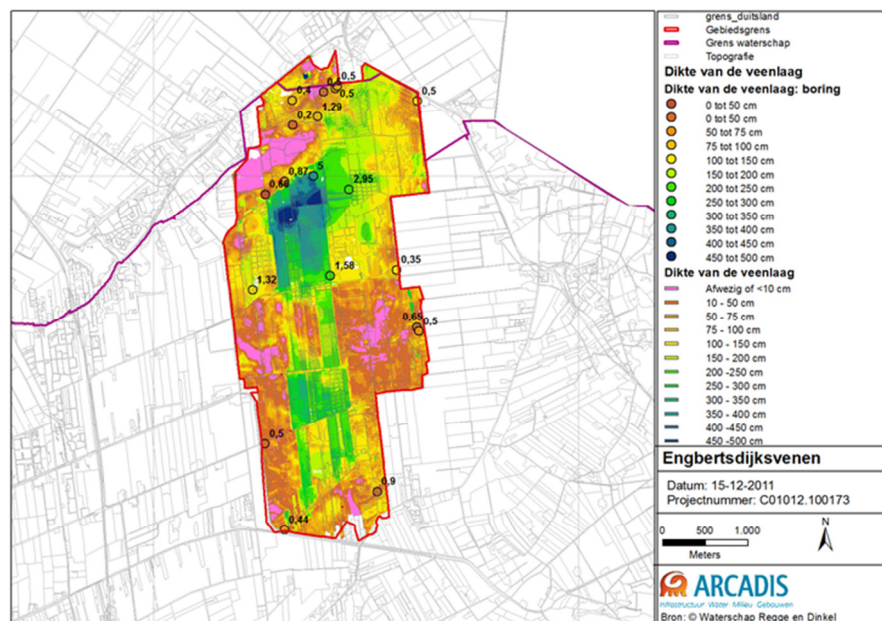 0,5
0,4
0,5
0,4
0,5
1,29
0,2
0,87
5
2,95
0,66
0,35
1,58
1,32
0,65
0,5
0,5
0,9
0,44
grens_duitsland
Gebiedsgrens
Grens waterschap
Topografie
Dikte van de veenlaag
Dikte van de veenlaag: boring
0 tot 50 cm
0 tot 50 cm
50 tot 75 cm
75 tot 100 cm
100 tot 150 cm
150 tot 200 cm
200 tot 250 cm
250 tot 300 cm
300 tot 350 cm
350 tot 400 cm
400 tot 450 cm
450 tot 500 cm
Dikte van de veenlaag
Afwezig of <10 cm
10 - 50 cm
50 - 75 cm
75 - 100 cm
100 - 150 cm
150 - 200 cm
200 -250 cm
250 - 300 cm
300 - 350 cm
350 - 400 cm
400 -450 cm
450 -500 cm
Engbertsdijksvenen
Datum: 15-12-2011
Projectnummer: C01012.100173
0 500 1.000
Meters
N
ARCADIS
Infrastructuur Water Milieu Gebouwen
Bron: © Waterschap Regge en Dinkel